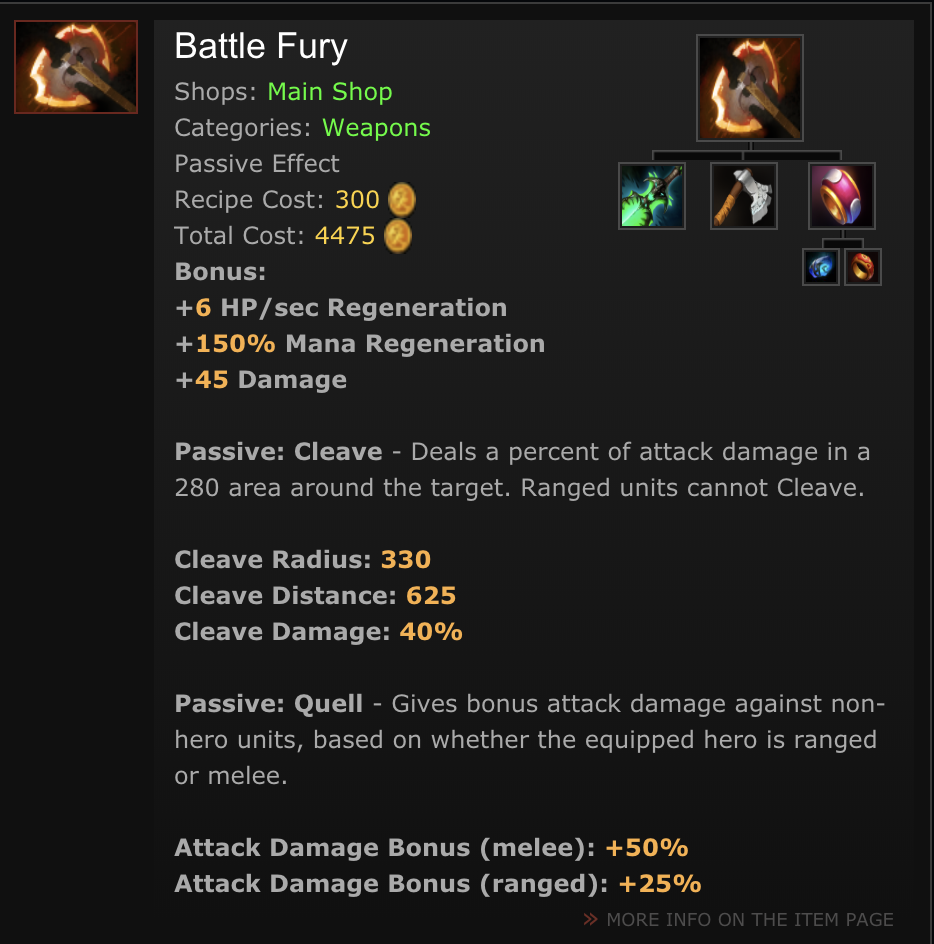 Battle Fury
Shops: Main Shop
Categories: Weapons
Passive Effect
Recipe Cost: 300
Total Cost: 4475
Bonus:
+6 HP/sec Regeneration
+150% Mana Regeneration
+45 Damage
Passive: Cleave - Deals a percent of attack damage in a
280 area around the target. Ranged units cannot Cleave.
Cleave Radius: 330
Cleave Distance: 625
Cleave Damage: 40%
Passive: Quell - Gives bonus attack damage against non-
hero units, based on whether the equipped hero is ranged
or melee.
Attack Damage Bonus (melee): +50%
Attack Damage Bonus (ranged): +25%
» MORE INFO ON THE ITEM PAGE